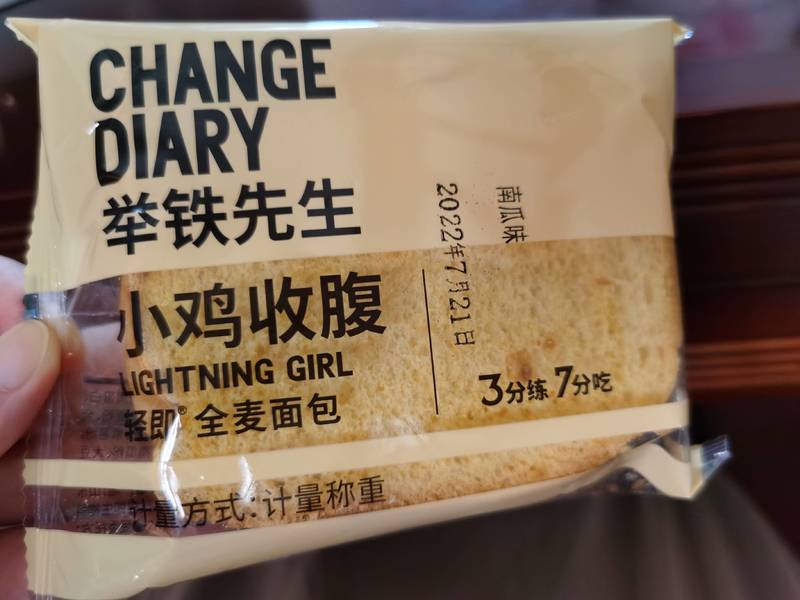 CHANGE
DIARY
举铁先生
小鸡收腹
LIGHTNING GIRL
轻即® 全麦面包
计量方式:计量称重
南瓜味
2022年7月21日
3分练 7分吃